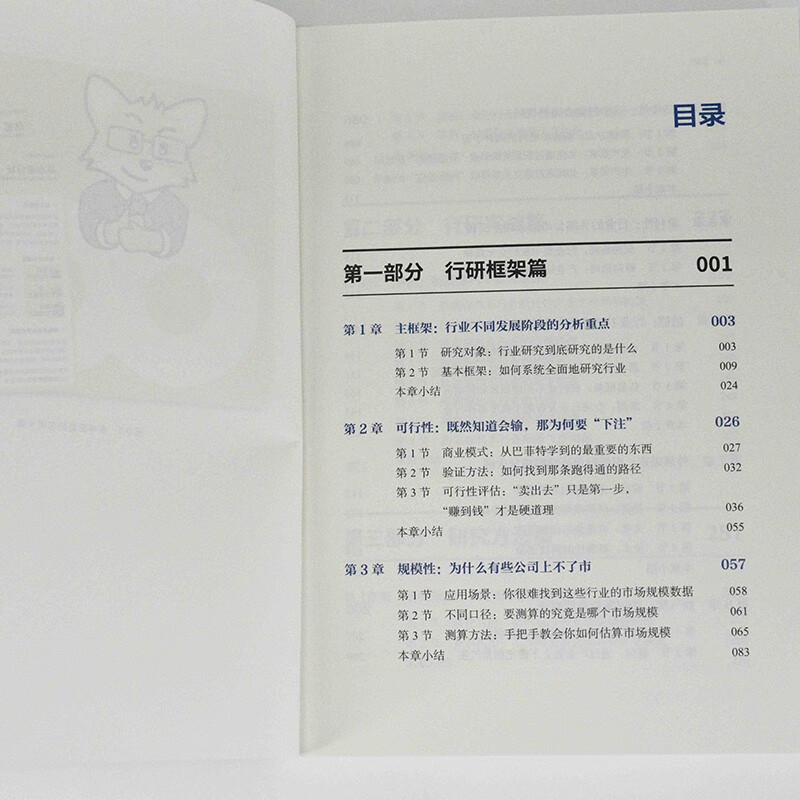 目录
第一部分 行研框架篇 001
第1章 主框架：行业不同发展阶段的分析重点 003
第1节 研究对象：行业研究到底研究的是什么 003
第2节 基本框架：如何系统全面地研究行业 009
本章小结 024
第2章 可行性：既然知道会输，那为何要“下注” 026
第1节 商业模式：从巴菲特学到的最重要的东西 027
第2节 验证方法：如何找到那条跑得通的路径 032
第3节 可行性评估：“卖出去”只是第一步，
“赚到钱”才是硬道理 036
本章小结 055
第3章 规模性：为什么有些公司上不了市 057
第1节 应用场景：你很难找到这些行业的市场规模数据 058
第2节 不同口径：要测算的究竟是哪个市场规模 061
第3节 测算方法：手把手教会你如何估算市场规模 065
本章小结 083